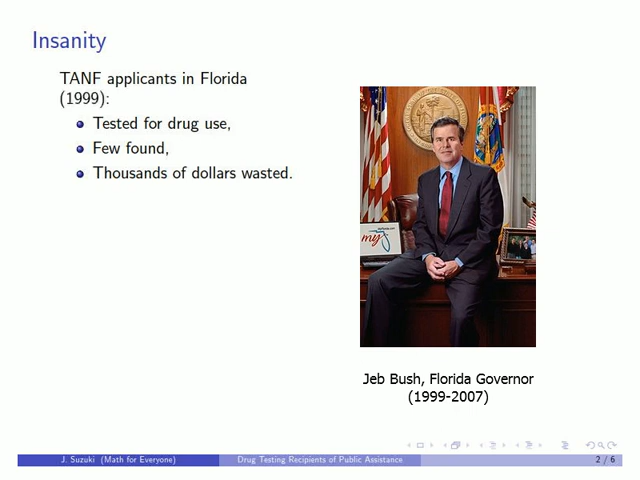 Insanity
TANF applicants in Florida
(1999):
Tested for drug use,
Few found,
Thousands of dollars wasted.
my
Jeb Bush, Florida Governor
(1999-2007)
J. Suzuki (Math for Everyone)
Drug Testing Recipients of Public Assistance
2 / 6